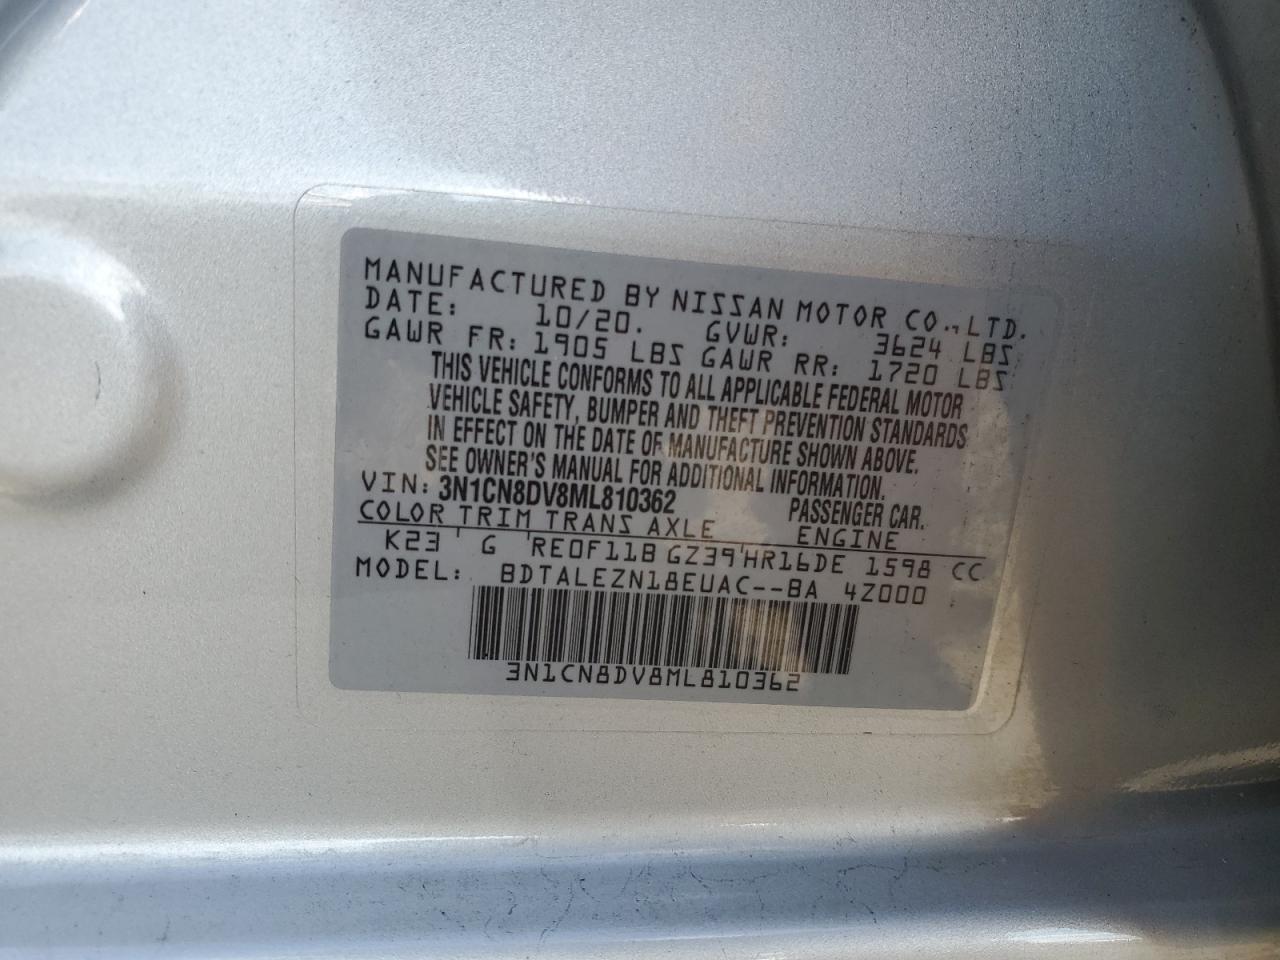 MANUFACTURED BY NISSAN MOTOR CO., LTD.
DATE: 10/20. GVWR: 3624 LBS
GAWR FR: 1905 LBS GAWR RR: 1720 LBS
THIS VEHICLE CONFORMS TO ALL APPLICABLE FEDERAL MOTOR
VEHICLE SAFETY, BUMPER AND THEFT PREVENTION STANDARDS
IN EFFECT ON THE DATE OF MANUFACTURE SHOWN ABOVE.
SEE OWNER'S MANUAL FOR ADDITIONAL INFORMATION.
VIN: 3N1CN8DV8ML810362 PASSENGER CAR.
COLOR TRIM TRANS AXLE ENGINE
K23 ' G 'RE0F11B GZ39'HR16DE 1598 CC
MODEL: BDTALEZN18EUAC--BA 4Z000
3N1CN8DV8ML810362